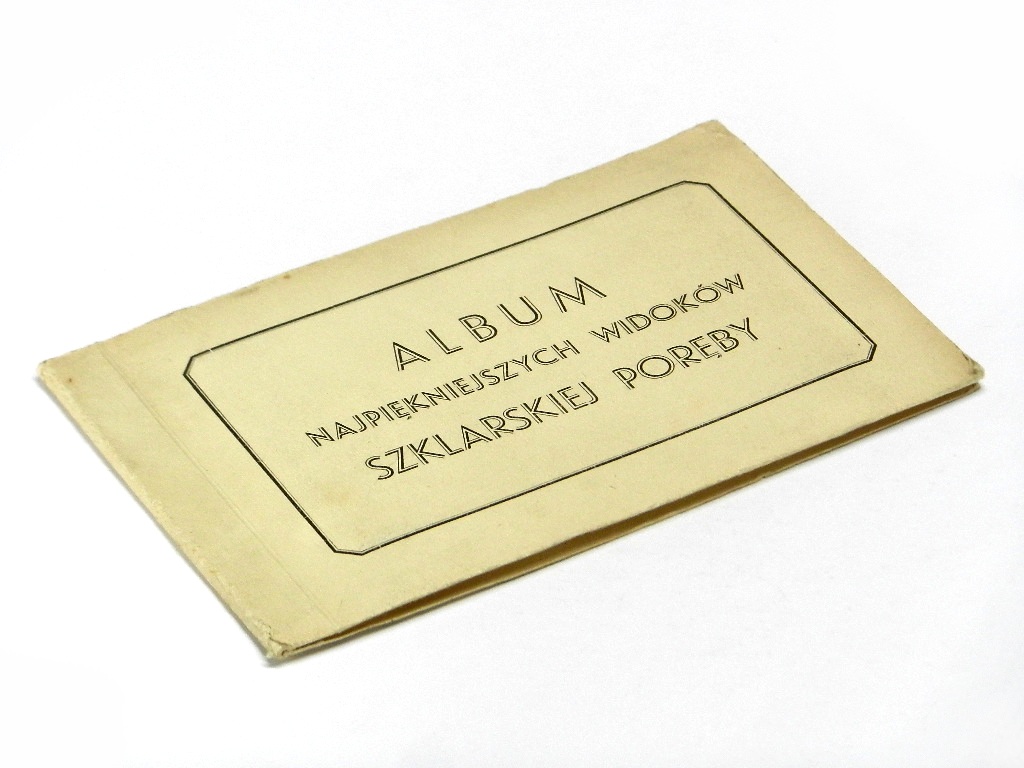 ALBUM
NAJPIĘKNIEJSZYCH WIDOKÓW
SZKLARSKIEJ PORĘBY